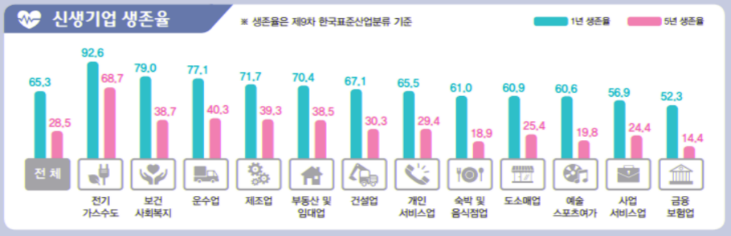 신생기업 생존율
※ 생존율은 제9차 한국표준산업분류 기준
1년 생존율
5년 생존율
65,3 28,5
92,6 68,7
79,0 38,7
77,1 40,3
71,7 39,3
70,4 38,5
67,1 30,3
65,5 29,4
61,0 18,9
60,9 25,4
60,6 19,8
56,9 24,4
52,3 14,4
전 체
전기
가스수도
보건
사회복지
운수업
제조업
부동산 및
임대업
건설업
개인
서비스업
숙박 및
음식점업
도소매업
예술
스포츠여가
사업
서비스업
금융
보험업